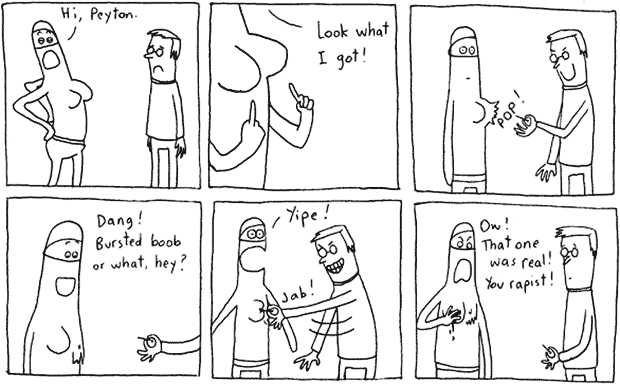 Hi, Peyton.
Look what
I got!
POP!
Dang!
Bursted boob
or what, hey?
Yipe!
Jab!
Ow!
That one
was real!
You rapist!